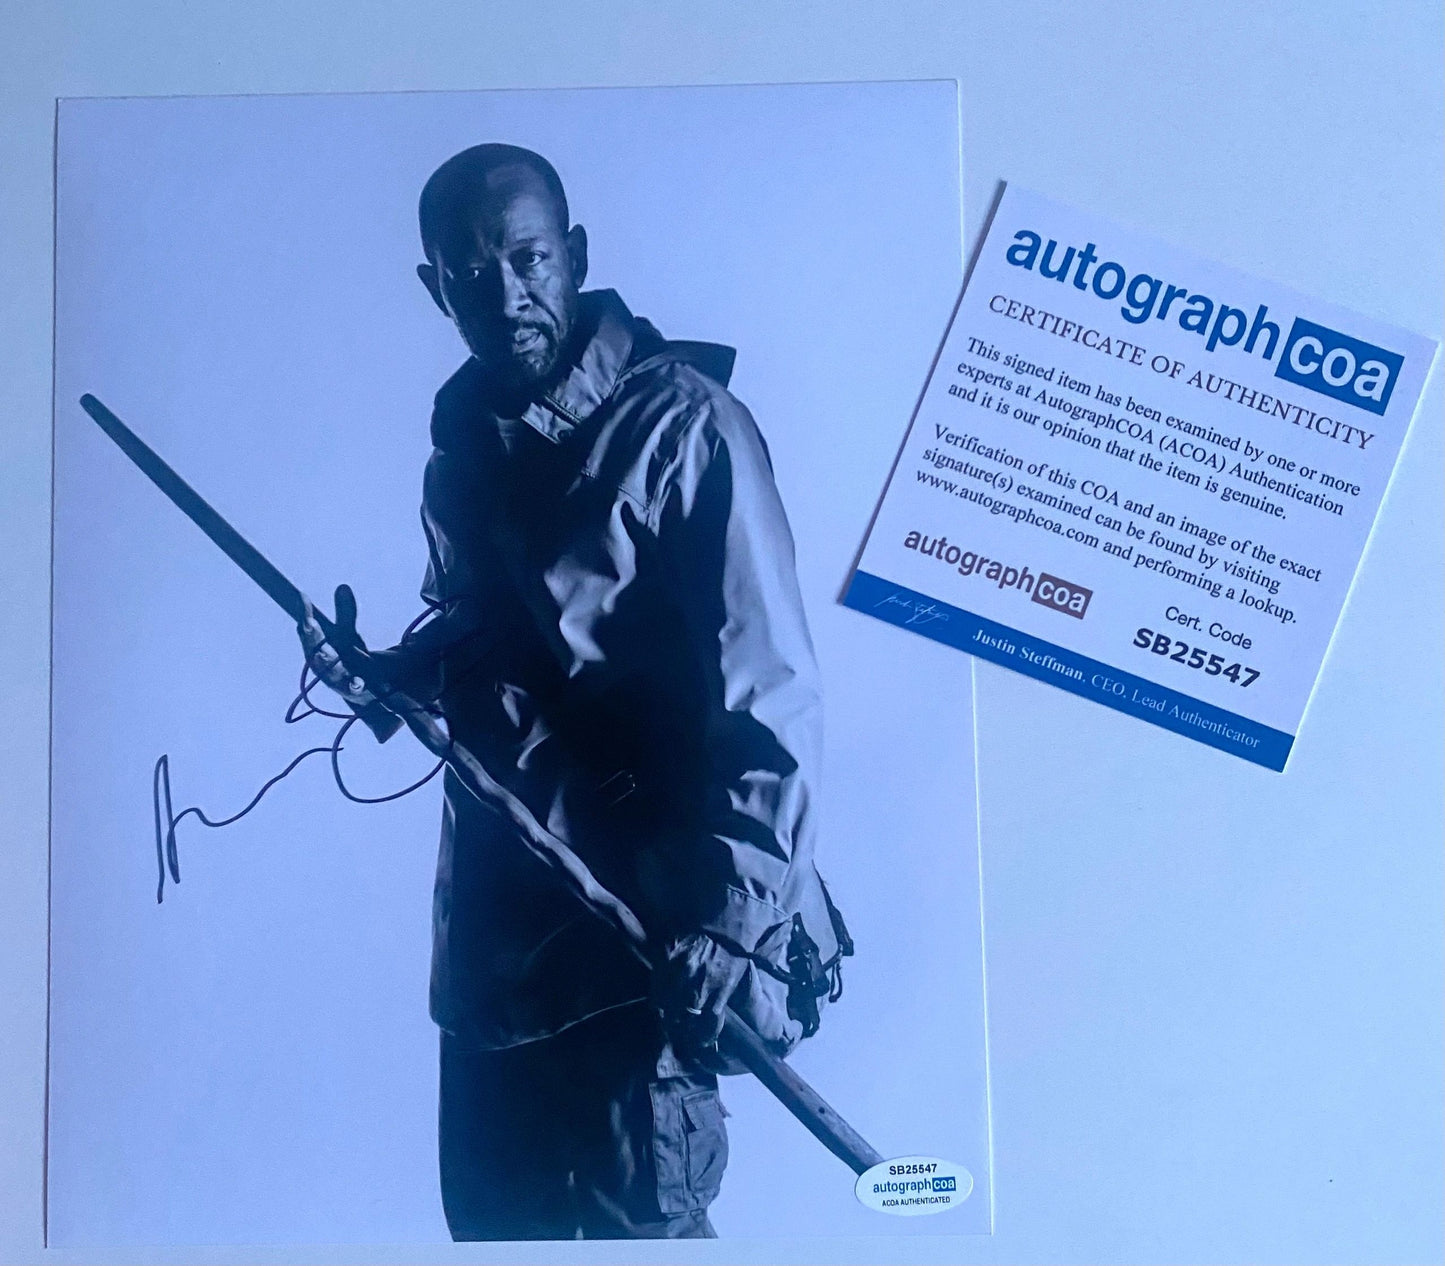 autographcoa
CERTIFICATE OF AUTHENTICITY
This signed item has been examined by one or more
experts at AutographCOA (ACOA) Authentication
and it is our opinion that the item is genuine.
Verification of this COA and an image of the exact
signature(s) examined can be found by visiting
www.autographcoa.com and performing a lookup.
autographcoa
Cert. Code
SB25547
Justin Steffman, CEO, Lead Authenticator
SB25547
autographcoa
ACOA AUTHENTICATED